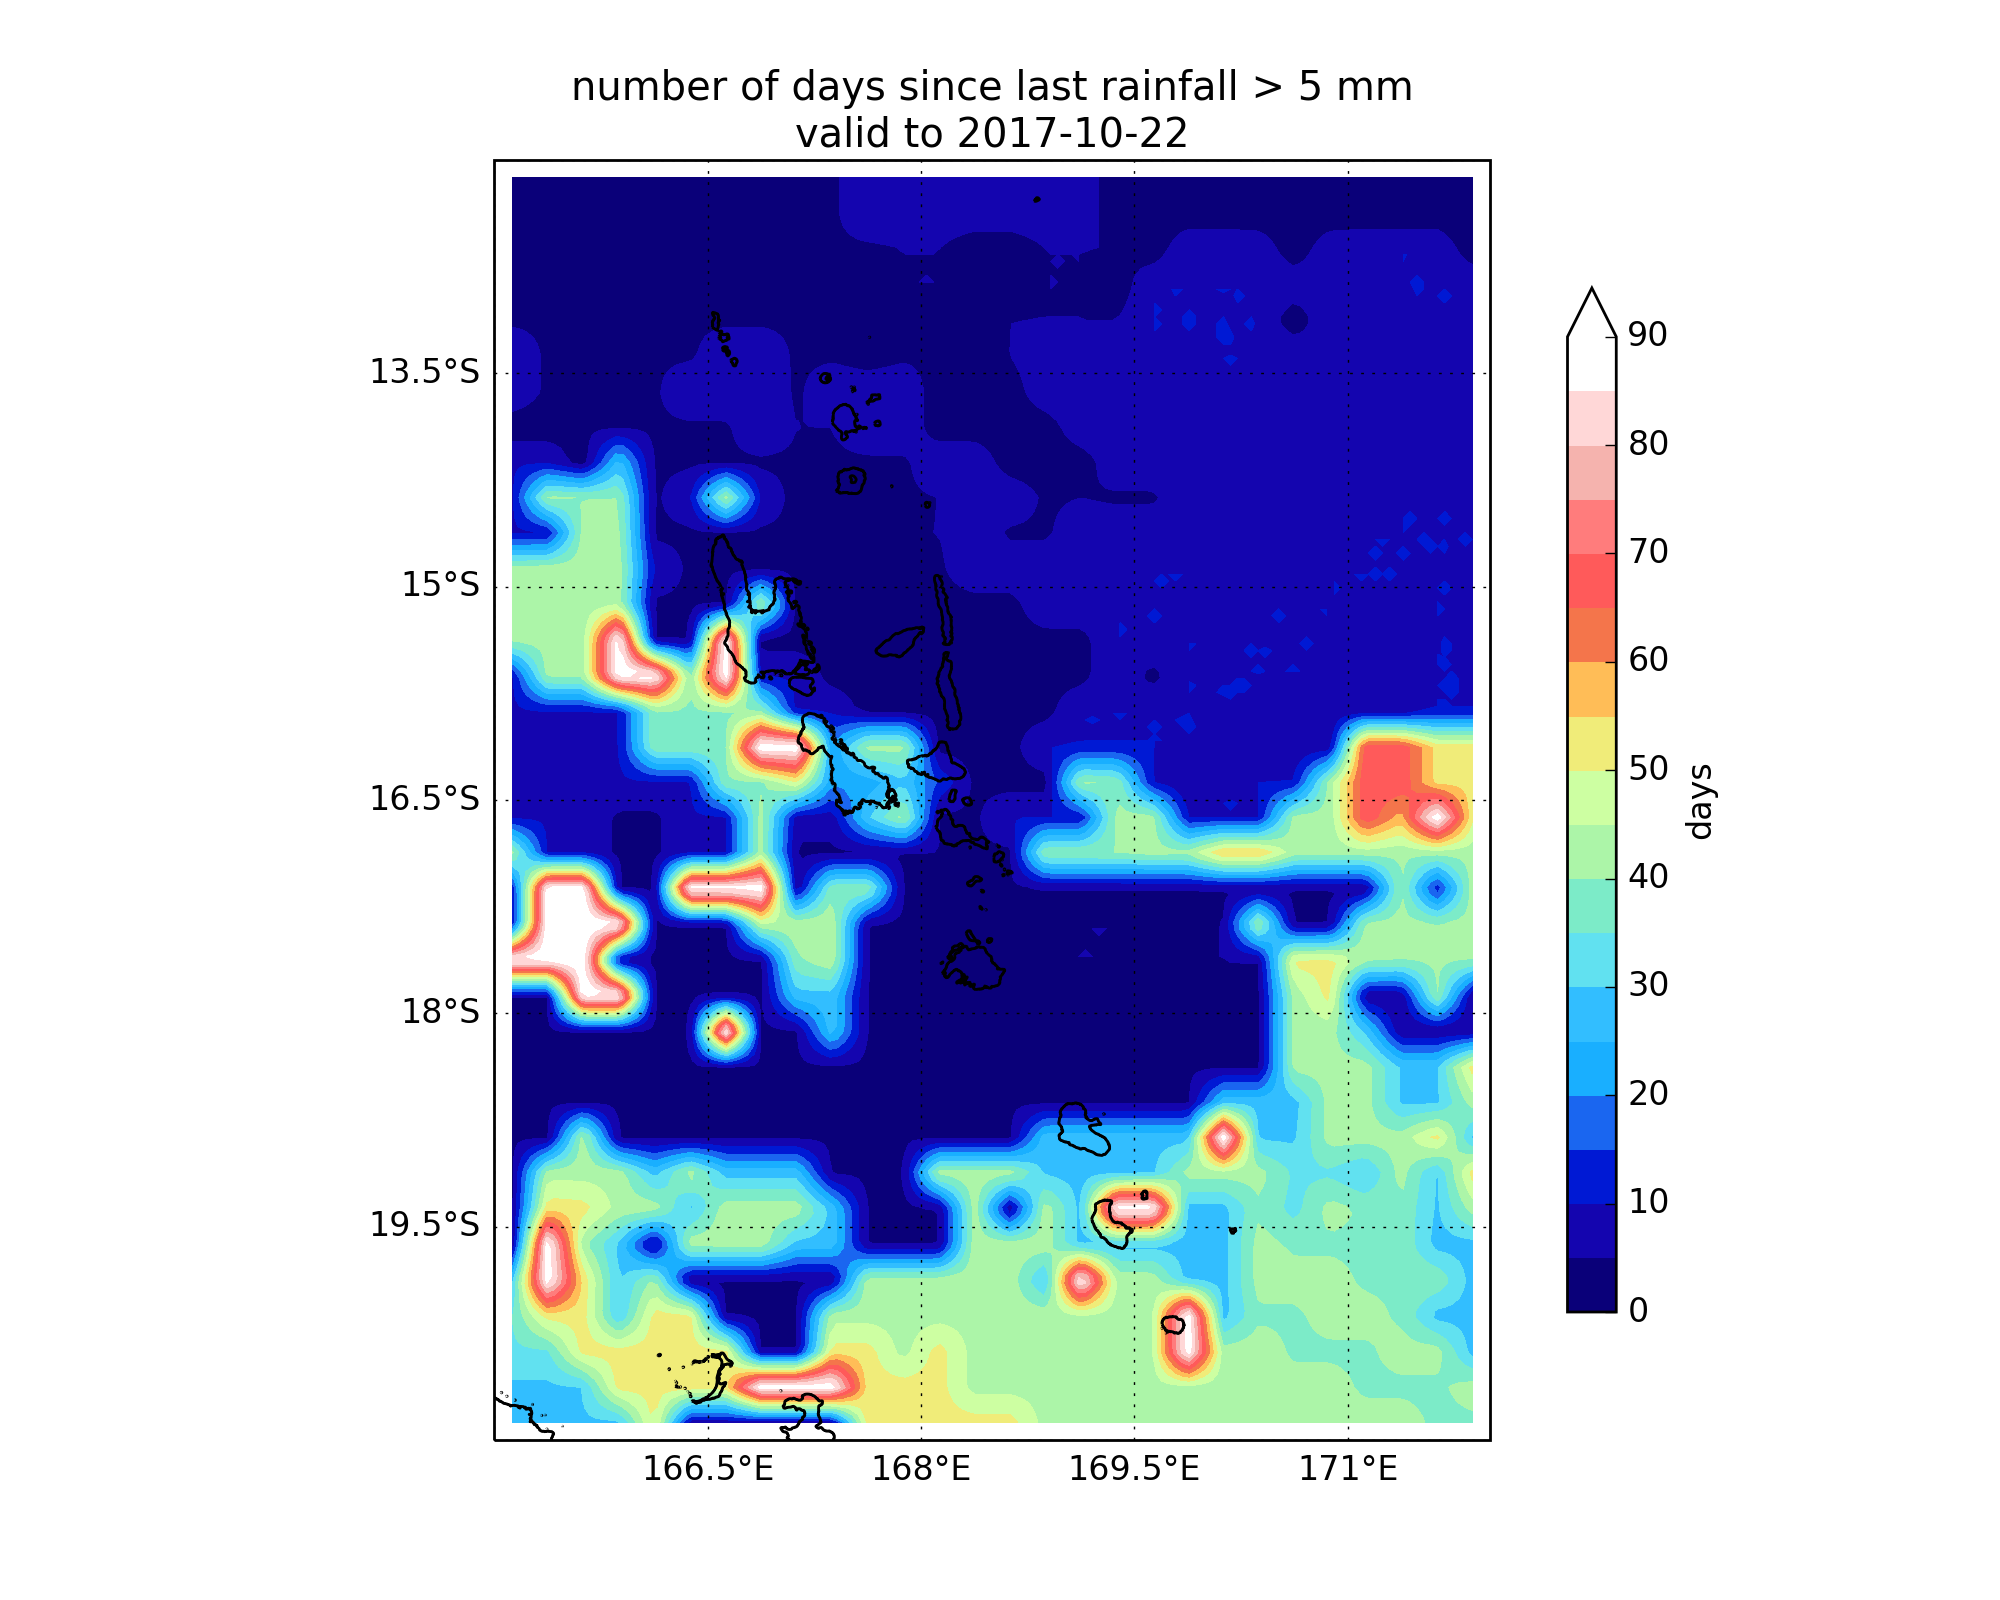 number of days since last rainfall > 5 mm
valid to 2017-10-22
13.5°S
15°S
16.5°S
18°S
19.5°S
166.5°E
168°E
169.5°E
171°E
90
80
70
60
50
40
30
20
10
0
days